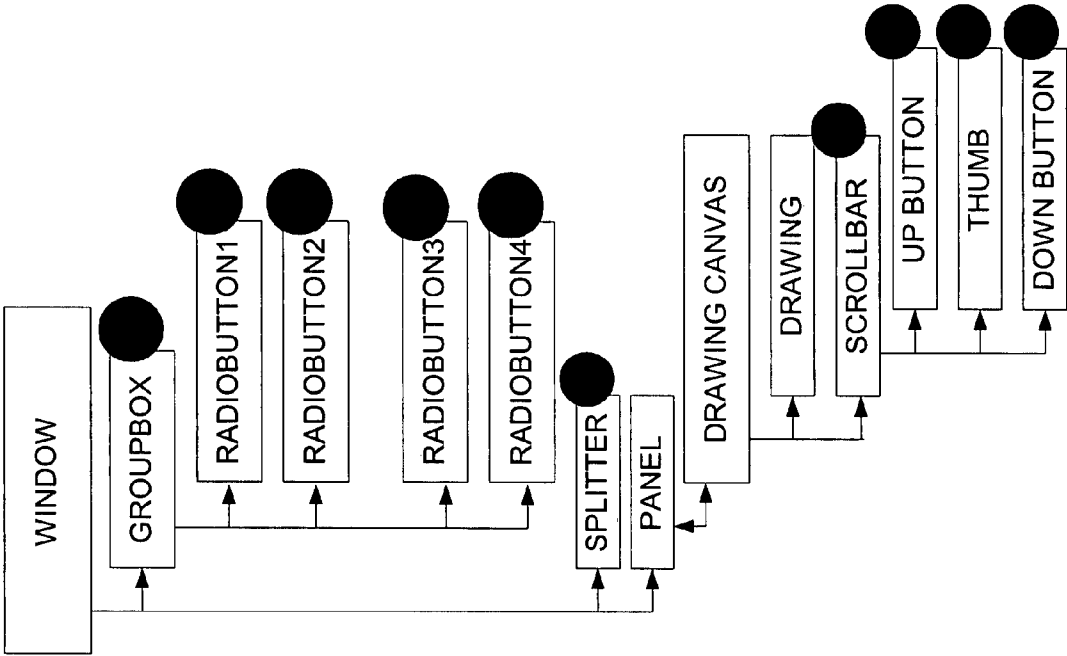 WINDOW
GROUPBOX
RADIOBUTTON1
RADIOBUTTON2
RADIOBUTTON3
RADIOBUTTON4
SPLITTER
PANEL
DRAWING CANVAS
DRAWING
SCROLLBAR
UP BUTTON
THUMB
DOWN BUTTON